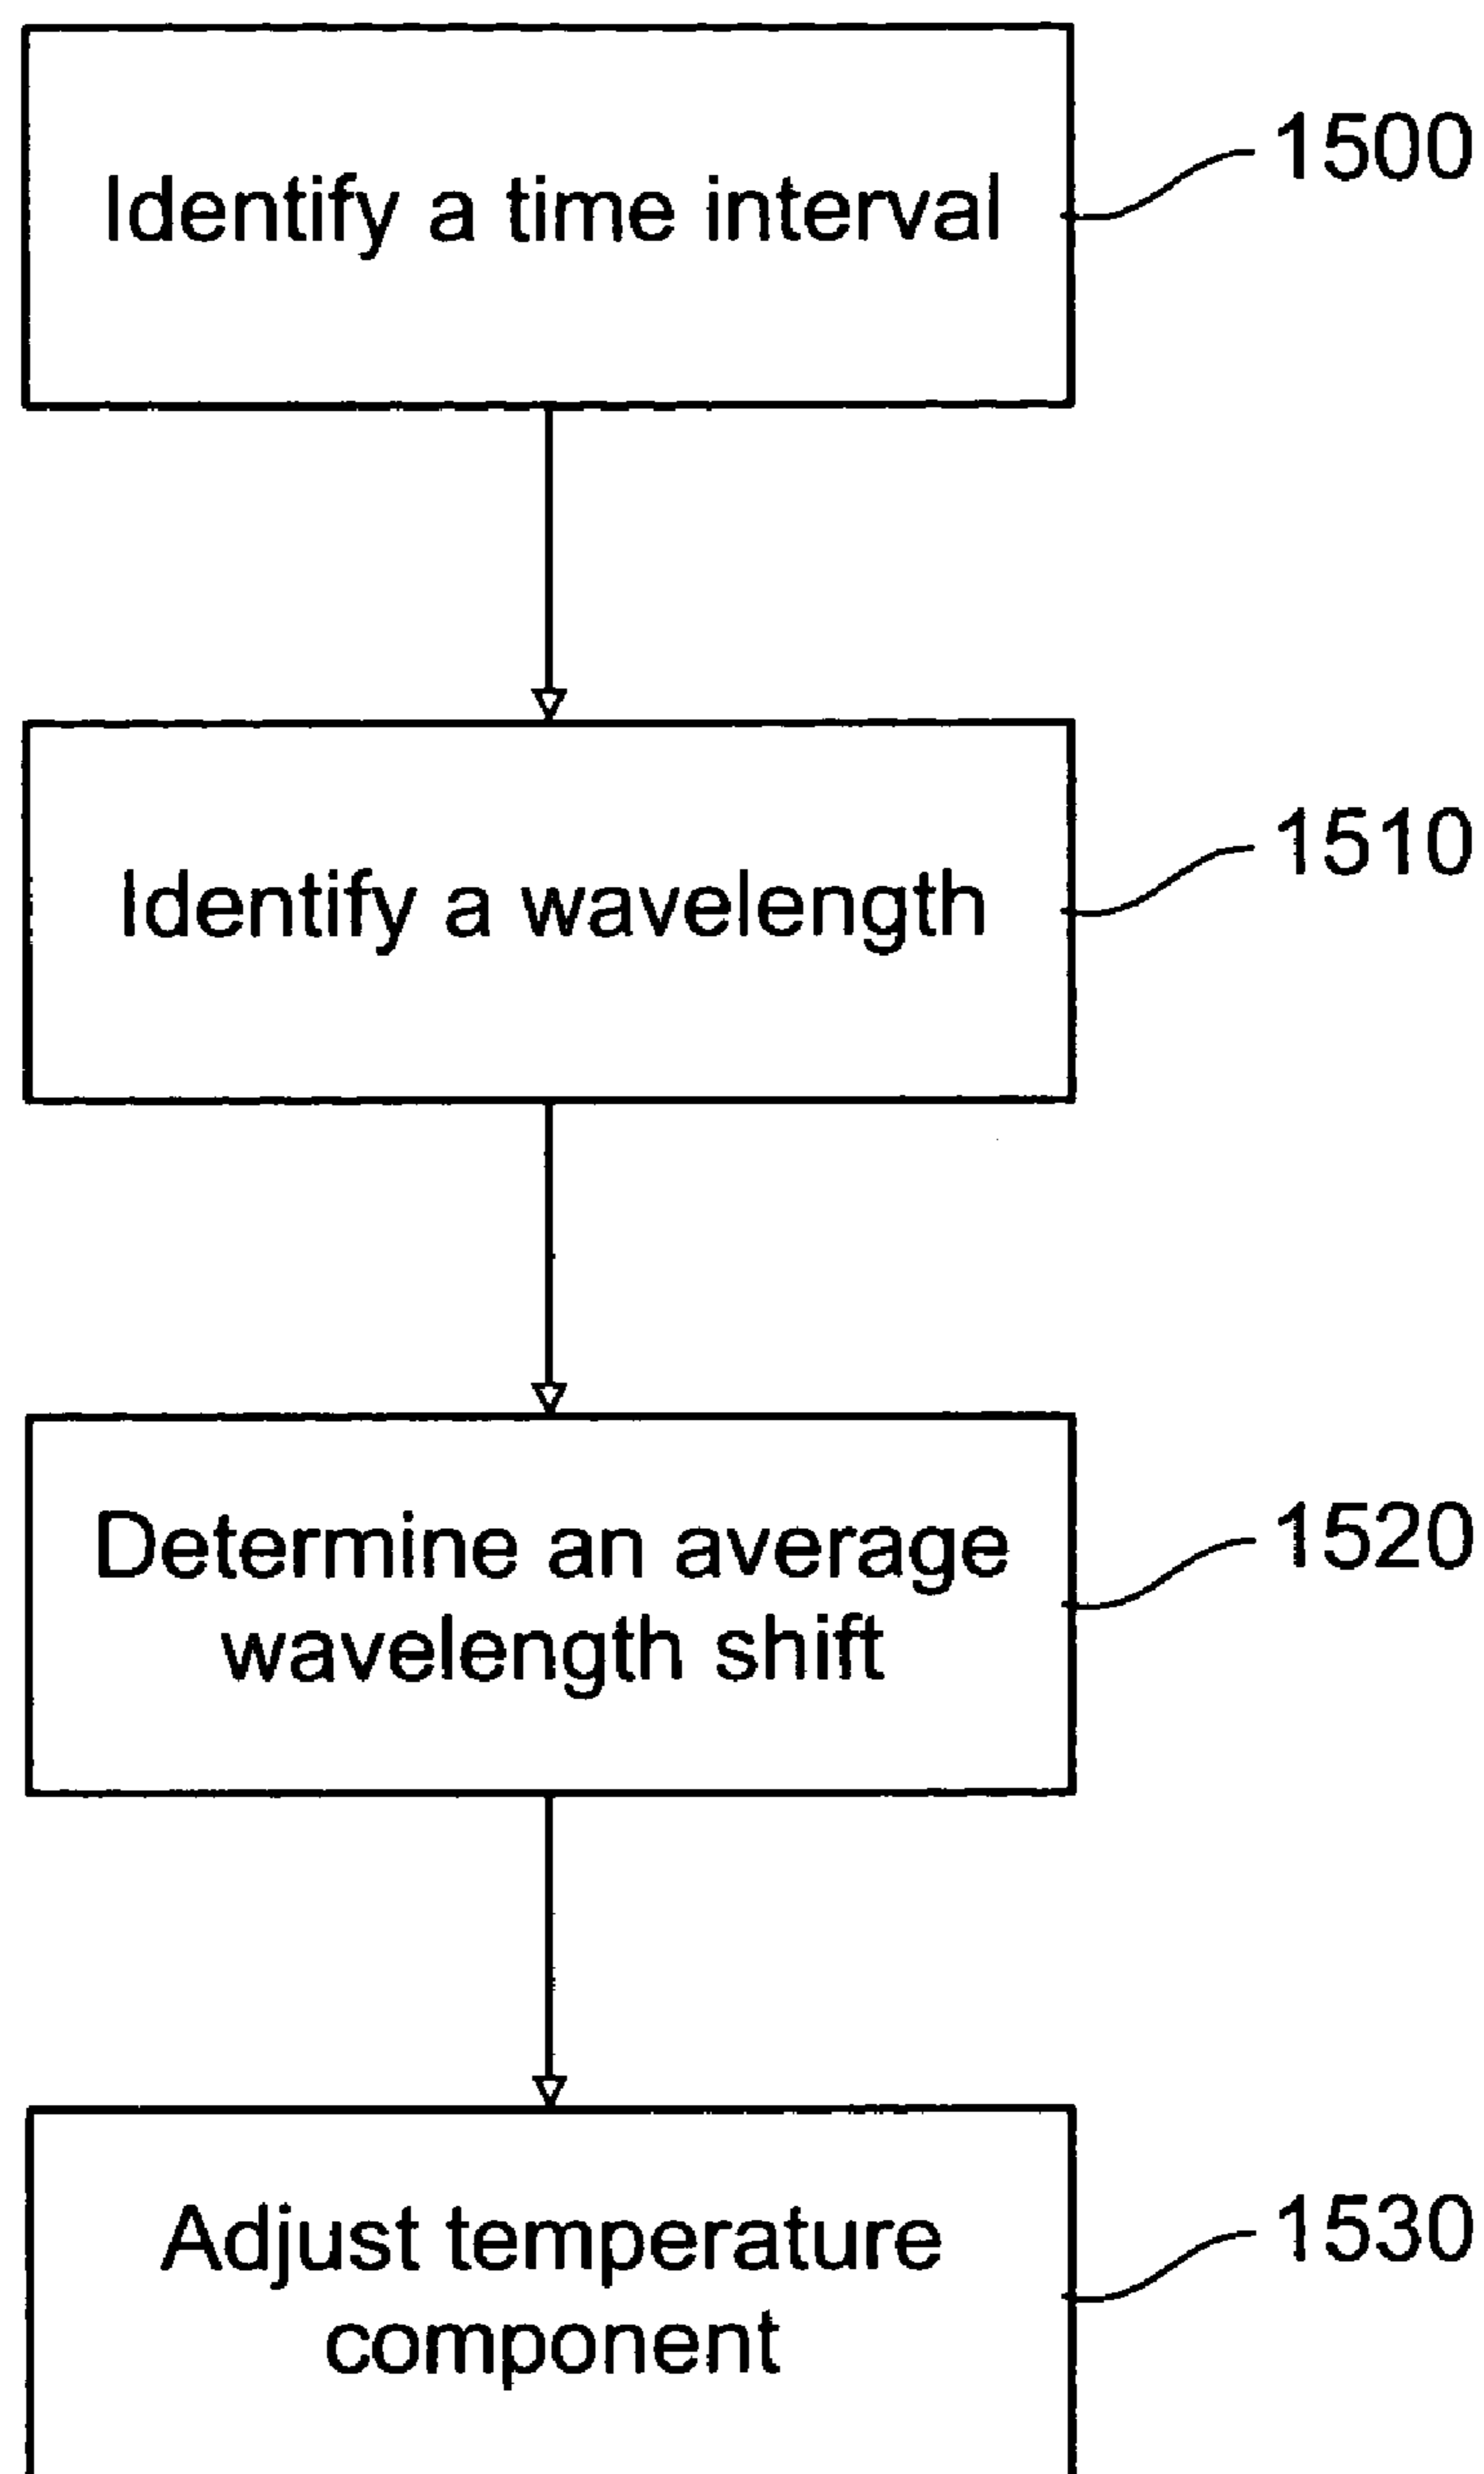 Identify a time interval
1500
Identify a wavelength
1510
Determine an average
wavelength shift
1520
Adjust temperature
component
1530